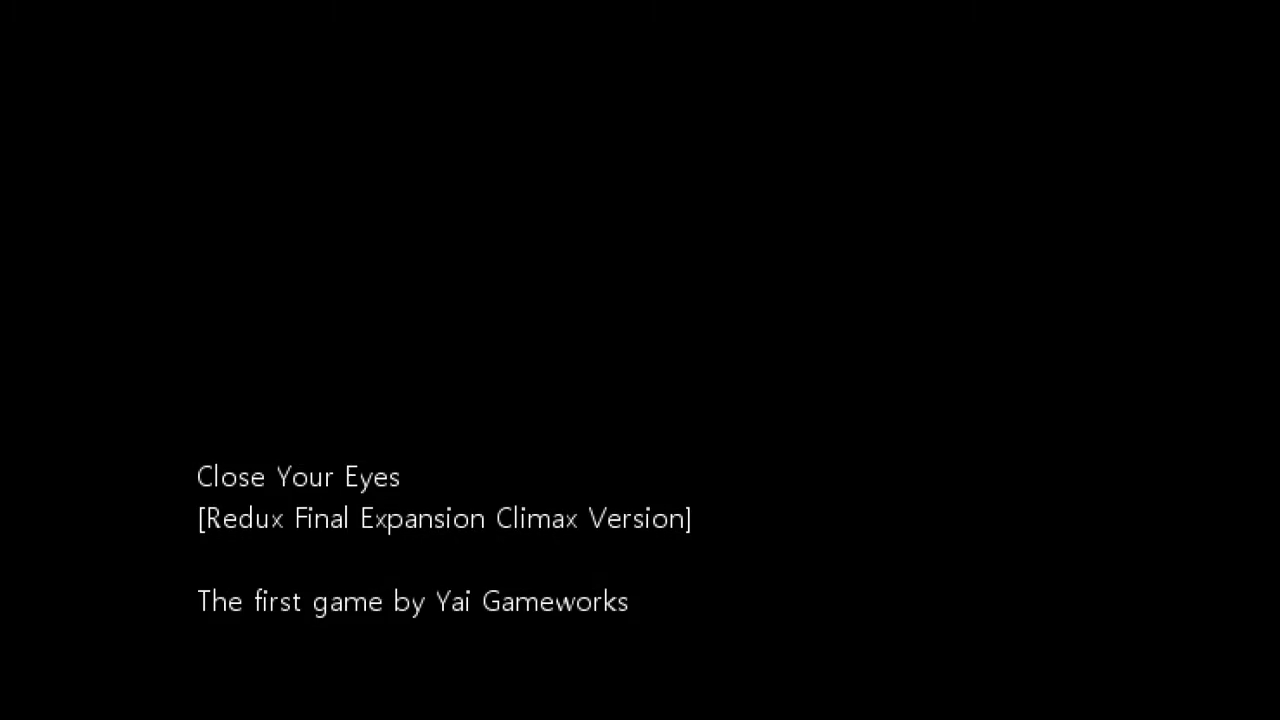 Close Your Eyes
[Redux Final Expansion Climax Version]
The first game by Yai Gameworks